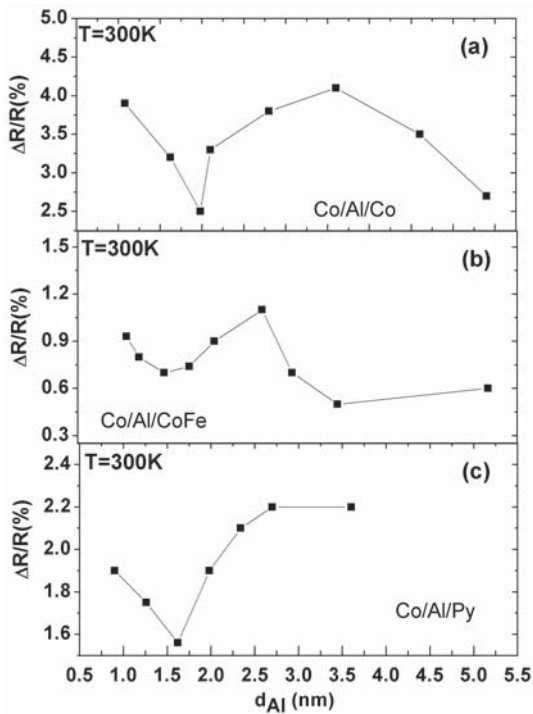 T=300K
(a)
5.0
4.5
4.0
3.5
3.0
2.5
ΔR/R(%)
Co/Al/Co
T=300K
(b)
1.5
1.2
0.9
0.6
0.3
ΔR/R(%)
Co/Al/CoFe
T=300K
(c)
2.4
2.2
2.0
1.8
1.6
ΔR/R(%)
Co/Al/Py
0.5 1.0 1.5 2.0 2.5 3.0 3.5 4.0 4.5 5.0 5.5
dAl (nm)